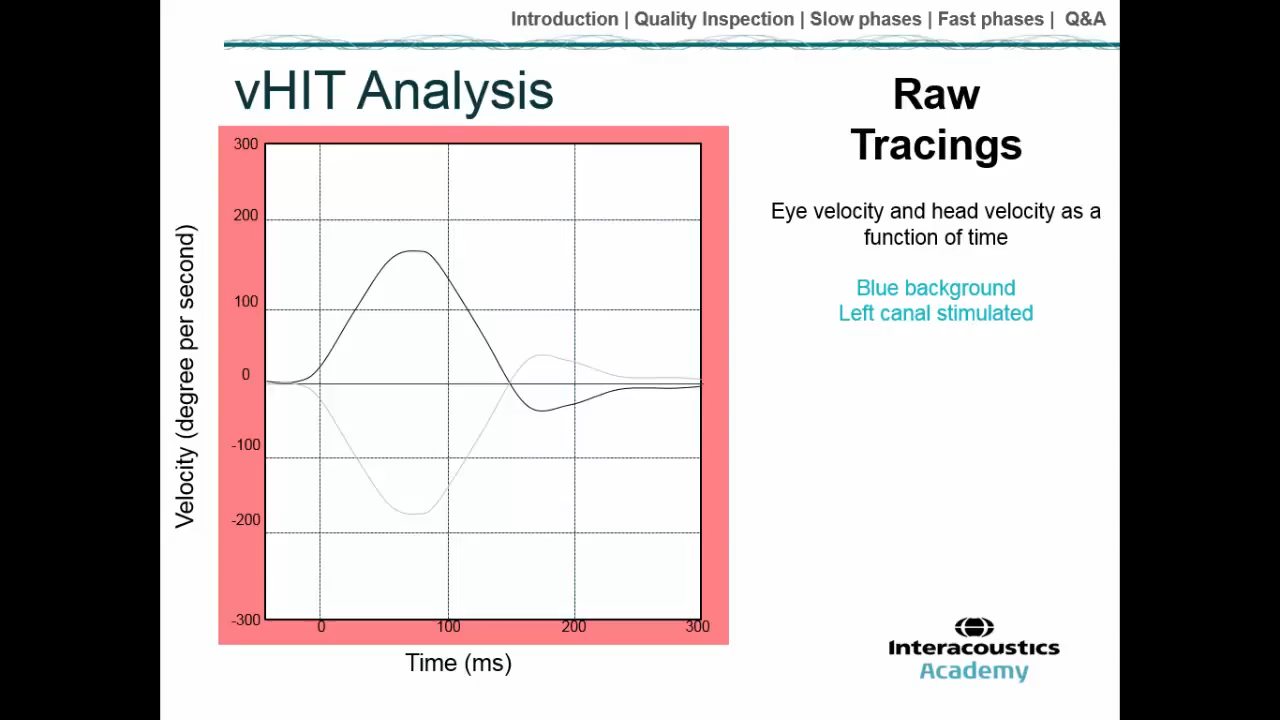 Introduction | Quality Inspection | Slow phases | Fast phases | Q&A
vHIT Analysis
Raw
Tracings
Eye velocity and head velocity as a
function of time
Blue background
Left canal stimulated
Velocity (degree per second)
300
200
100
0
-100
-200
-300
0 100 200 300
Time (ms)
Interacoustics
Academy